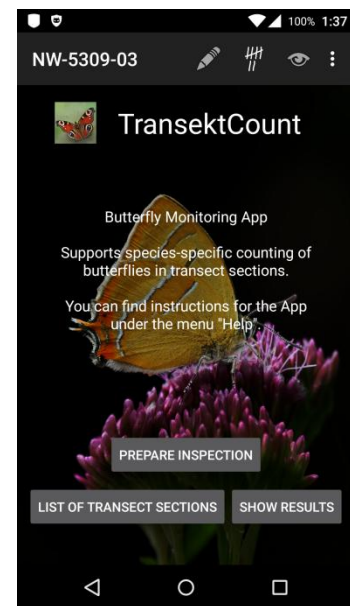 100% 1:37
NW-5309-03
TransektCount
Butterfly Monitoring App
Supports species-specific counting of
butterflies in transect sections.
You can find instructions for the App
under the menu "Help".
PREPARE INSPECTION
LIST OF TRANSECT SECTIONS SHOW RESULTS